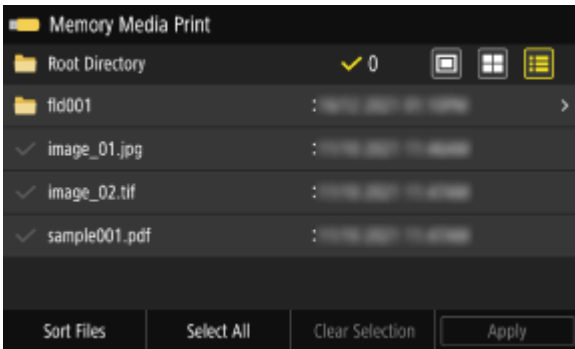 Memory Media Print
Root Directory 0
fld001 :
image_01.jpg :
image_02.tif :
sample001.pdf :
Sort Files Select All Clear Selection Apply